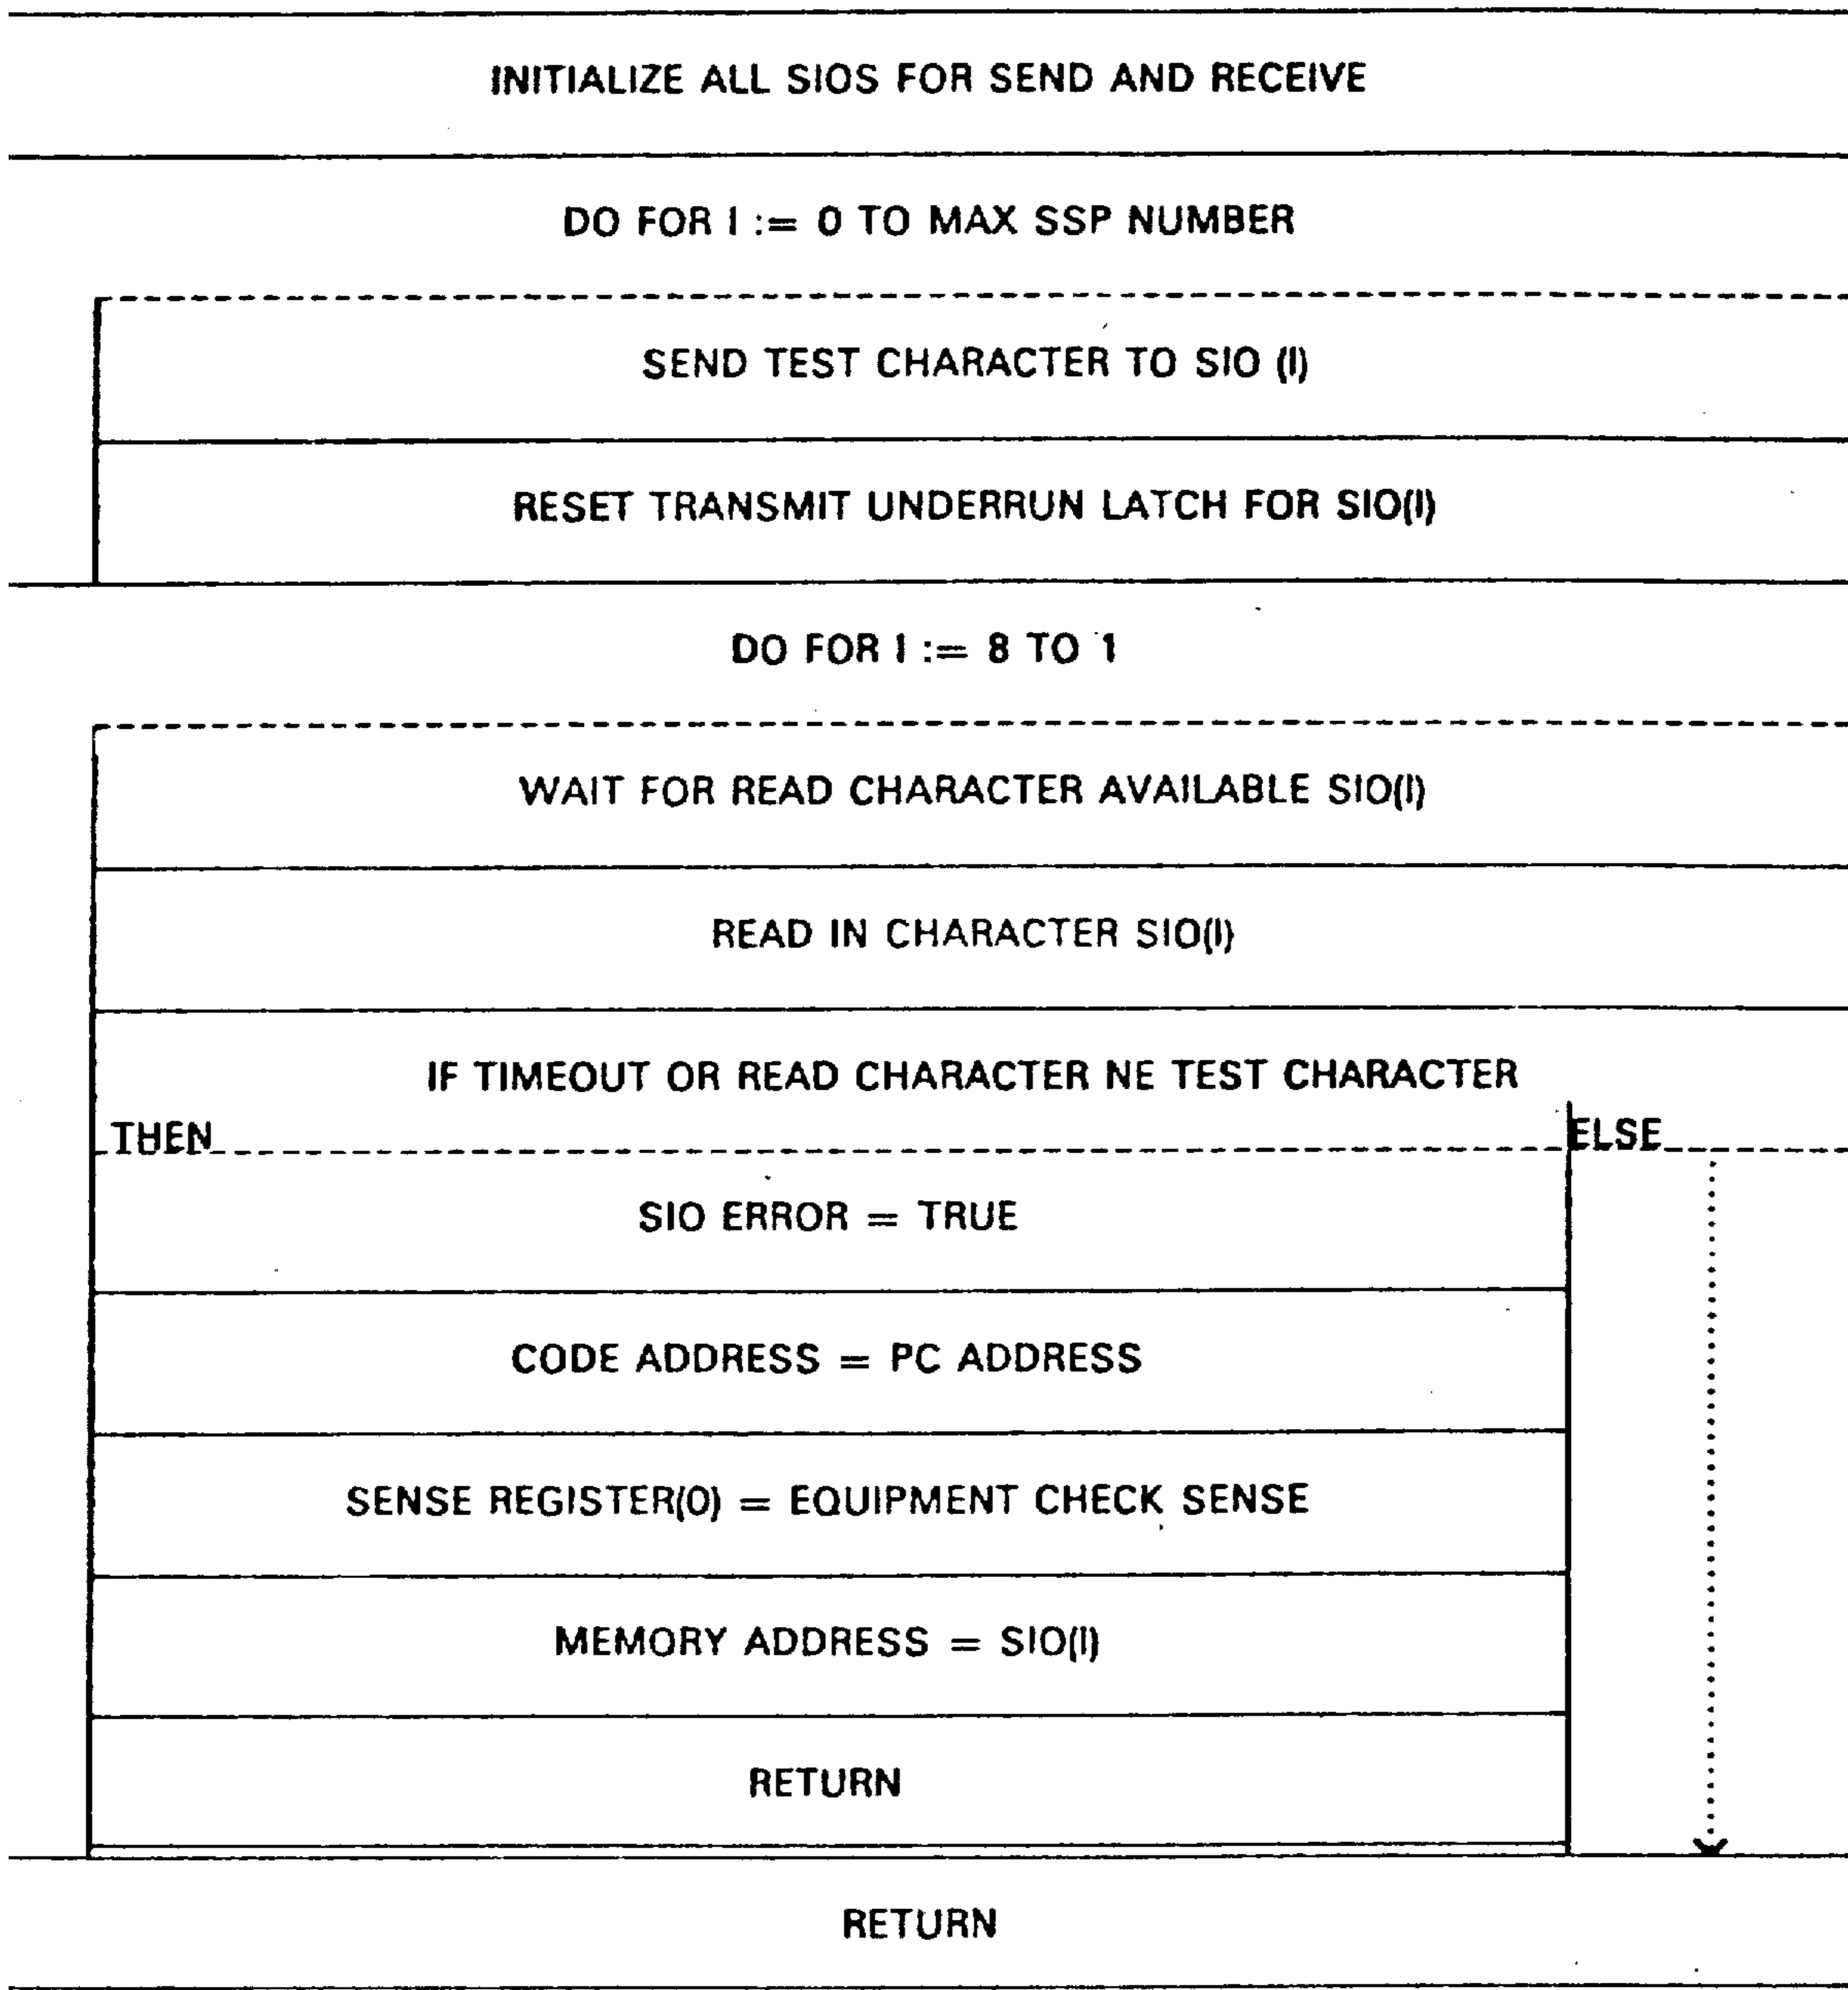 INITIALIZE ALL SIOS FOR SEND AND RECEIVE
DO FOR I := 0 TO MAX SSP NUMBER
SEND TEST CHARACTER TO SIO (I)
RESET TRANSMIT UNDERRUN LATCH FOR SIO(I)
DO FOR I := 8 TO 1
WAIT FOR READ CHARACTER AVAILABLE SIO(I)
READ IN CHARACTER SIO(I)
IF TIMEOUT OR READ CHARACTER NE TEST CHARACTER
THEN ELSE
SIO ERROR = TRUE
CODE ADDRESS = PC ADDRESS
SENSE REGISTER(0) = EQUIPMENT CHECK SENSE
MEMORY ADDRESS = SIO(I)
RETURN
RETURN